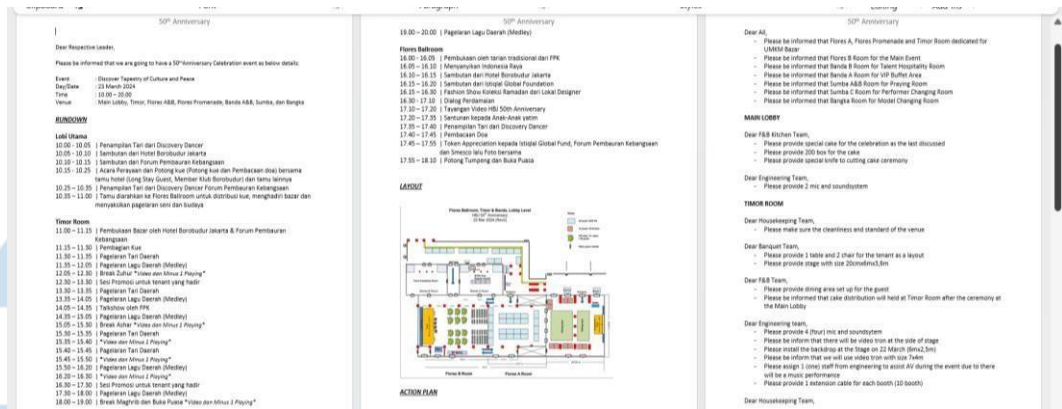 50th Anniversary
Dear Respective Leader,
Please be informed that we are going to have a 50th Anniversary Celebration event as below details:
Event : Discover Tapestry of Culture and Peace
Day/Date : 23 March 2024
Time : 10.00 – 20.00
Venue : Main Lobby, Timor, Flores A&B, Flores Promenade, Banda A&B, Sumba, dan Bangka
RUNDOWN
Lobi Utama
10.00 - 10.05 | Penampilan Tari dari Discovery Dancer
10.05 - 10.10 | Sambutan dari Hotel Borobudur Jakarta
10.10 - 10.15 | Sambutan dari Forum Pembauran Kebangsaan
10.15 - 10.25 | Acara Perayaan dan Potong kue (Potong kue dan Pembacaan doa) bersama
tamu hotel (Long Stay Guest, Member Klub Borobudur) dan tamu lainnya
10.25 – 10.35 | Penampilan Tari dari Discovery Dancer Forum Pembauran Kebangsaan
10.35 – 11.00 | Tamu diarahkan ke Flores Ballroom untuk distribusi kue, menghadiri bazar dan
menyaksikan pagelaran seni dan budaya
Timor Room
11.00 – 11.15 | Pembukaan Bazar oleh Hotel Borobudur Jakarta & Forum Pembauran
Kebangsaan
11.15 – 11.30 | Pembagian Kue
11.30 – 11.35 | Pagelaran Tari Daerah
11.35 – 12.05 | Pagelaran Lagu Daerah (Medley)
12.05 – 12.30 | Break Zuhur *Video dan Minus 1 Playing*
12.30 – 13.30 | Sesi Promosi untuk tenant yang hadir
13.30 – 13.35 | Pagelaran Tari Daerah
13.35 – 14.05 | Pagelaran Lagu Daerah (Medley)
14.05 – 14.35 | Talkshow oleh FPK
14.35 – 15.05 | Pagelaran Lagu Daerah (Medley)
15.05 – 15.30 | Break Ashar *Video dan Minus 1 Playing*
15.30 – 15.35 | Pagelaran Tari Daerah
15.35 – 15.40 | *Video dan Minus 1 Playing*
15.40 – 15.45 | Pagelaran Tari Daerah
15.45 – 15.50 | *Video dan Minus 1 Playing*
15.50 – 16.20 | Pagelaran Lagu Daerah (Medley)
16.20 – 16.30 | *Video dan Minus 1 Playing*
16.30 – 17.30 | Sesi Promosi untuk tenant yang hadir
17.30 – 18.00 | Pagelaran Lagu Daerah (Medley)
18.00 – 19.00 | Break Maghrib dan Buka Puasa *Video dan Minus 1 Playing*
50th Anniversary
19.00 – 20.00 | Pagelaran Lagu Daerah (Medley)
Flores Ballroom
16.00 - 16.05 | Pembukaan oleh tarian tradisional dari FPK
16.05 – 16.10 | Menyanyikan Indonesia Raya
16.10 – 16.15 | Sambutan dari Hotel Borobudur Jakarta
16.15 – 16.20 | Sambutan dari Istiqlal Global Foundation
16.15 – 16.30 | Fashion Show Koleksi Ramadan dari Lokal Designer
16.30 - 17.10 | Dialog Perdamaian
17.10 – 17.20 | Tayangan Video HBJ 50th Anniversary
17.20 – 17.35 | Santunan kepada Anak-Anak yatim
17.35 – 17.40 | Penampilan Tari dari Discovery Dancer
17.40 – 17.45 | Pembacaan Doa
17.45 – 17.55 | Token Appreciation kepada Istiqlal Global Fund, Forum Pembauran Kebangsaan
dan Smesco lalu Foto bersama
17.55 – 18.10 | Potong Tumpeng dan Buka Puasa
LAYOUT
Flores Ballroom, Timor & Banda, Lobby Level
Flores B Room
Flores A Room
ACTION PLAN
50th Anniversary
Dear All,
- Please be informed that Flores A, Flores Promenade and Timor Room dedicated for
UMKM Bazar
- Please be informed that Flores B Room for the Main Event
- Please be informed that Banda B Room for Talent Hospitality Room
- Please be informed that Banda A Room for VIP Buffet Area
- Please be informed that Sumba A&B Room for Praying Room
- Please be informed that Sumba C Room for Performer Changing Room
- Please be informed that Bangka Room for Model Changing Room
MAIN LOBBY
Dear F&B Kitchen Team,
- Please provide special cake for the celebration as the last discussed
- Please provide 200 box for the cake
- Please provide special knife to cutting cake ceremony
Dear Engineering Team,
- Please provide 2 mic and soundsystem
TIMOR ROOM
Dear Housekeeping Team,
- Please make sure the cleanliness and standard of the venue
Dear Banquet Team,
- Please provide 1 table and 2 chair for the tenant as a layout
- Please provide stage with size
Dear F&B Team,
- Please provide dining area set up for the guest
- Please be informed that cake distribution will held at Timor Room after the ceremony at
the Main Lobby
Dear Engineering team,
- Please provide 4 (four) mic and soundsystem
- Please be inform that there will be video tron at the side of stage
- Please install the backdrop at the Stage on 22 March (6mx2,5m)
- Please be inform that we will use video tron with size 7x4m
- Please assign 1 (one) staff from engineering to assist AV during the event due to there
will be a music performance
- Please provide 1 extension cable for each booth (10 booth)
Dear Housekeeping Team,